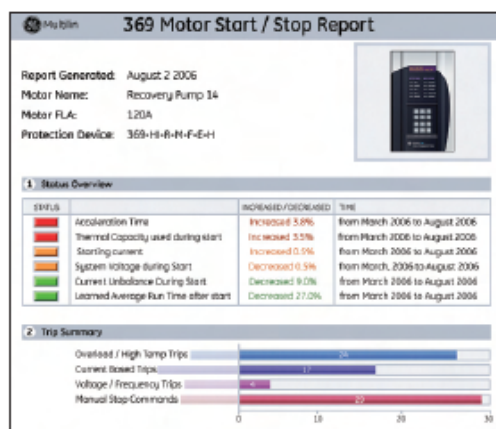 Multilin 369 Motor Start / Stop Report
Report Generated: August 2 2006
Motor Name: Recovery Pump 14
Motor FLA: 120A
Protection Device: 369-HI-R-M-F-E-H
1 Status Overview
STATUS INCREASED/DECREASED TIME
Acceleration Time Increased 3.8% from March 2006 to August 2006
Thermal Capacity used during start Increased 3.5% from March 2006 to August 2006
Starting current Increased 0.5% from March 2006 to August 2006
System Voltage during Start Decreased 0.5% from March, 2006 to August 2006
Current Unbalance During Start Decreased 9.0% from March 2006 to August 2006
Learned Average Run Time after start Decreased 27.0% from March 2006 to August 2006
2 Trip Summary
Overload / High Temp Trips
Current Based Trips 17
Voltage / Frequency Trips 4
Manual Stop Commands 29
0 10 20 30